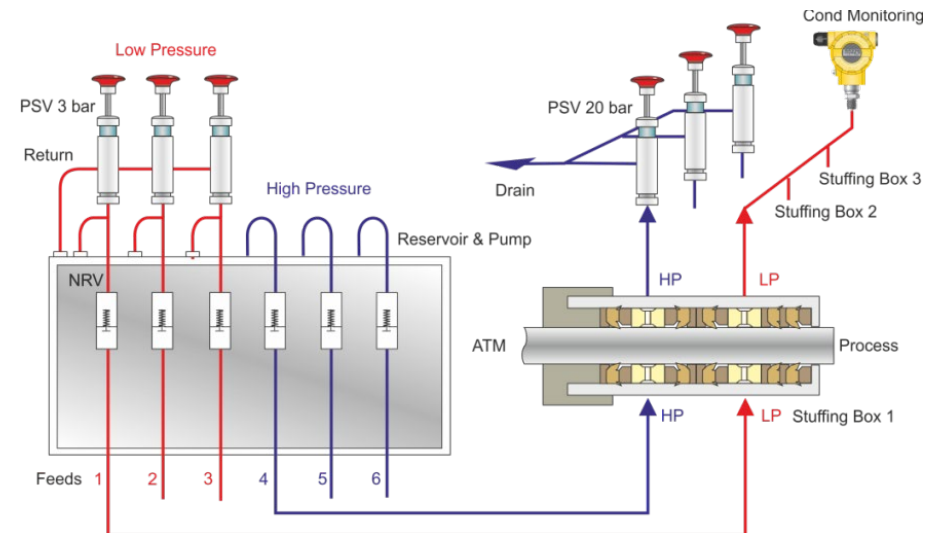 Cond Monitoring
Low Pressure
PSV 3 bar
PSV 20 bar
Return
High Pressure
Drain
Stuffing Box 3
Stuffing Box 2
Reservoir & Pump
NRV
HP
LP
ATM
Process
HP
LP
Stuffing Box 1
Feeds 1 2 3 4 5 6